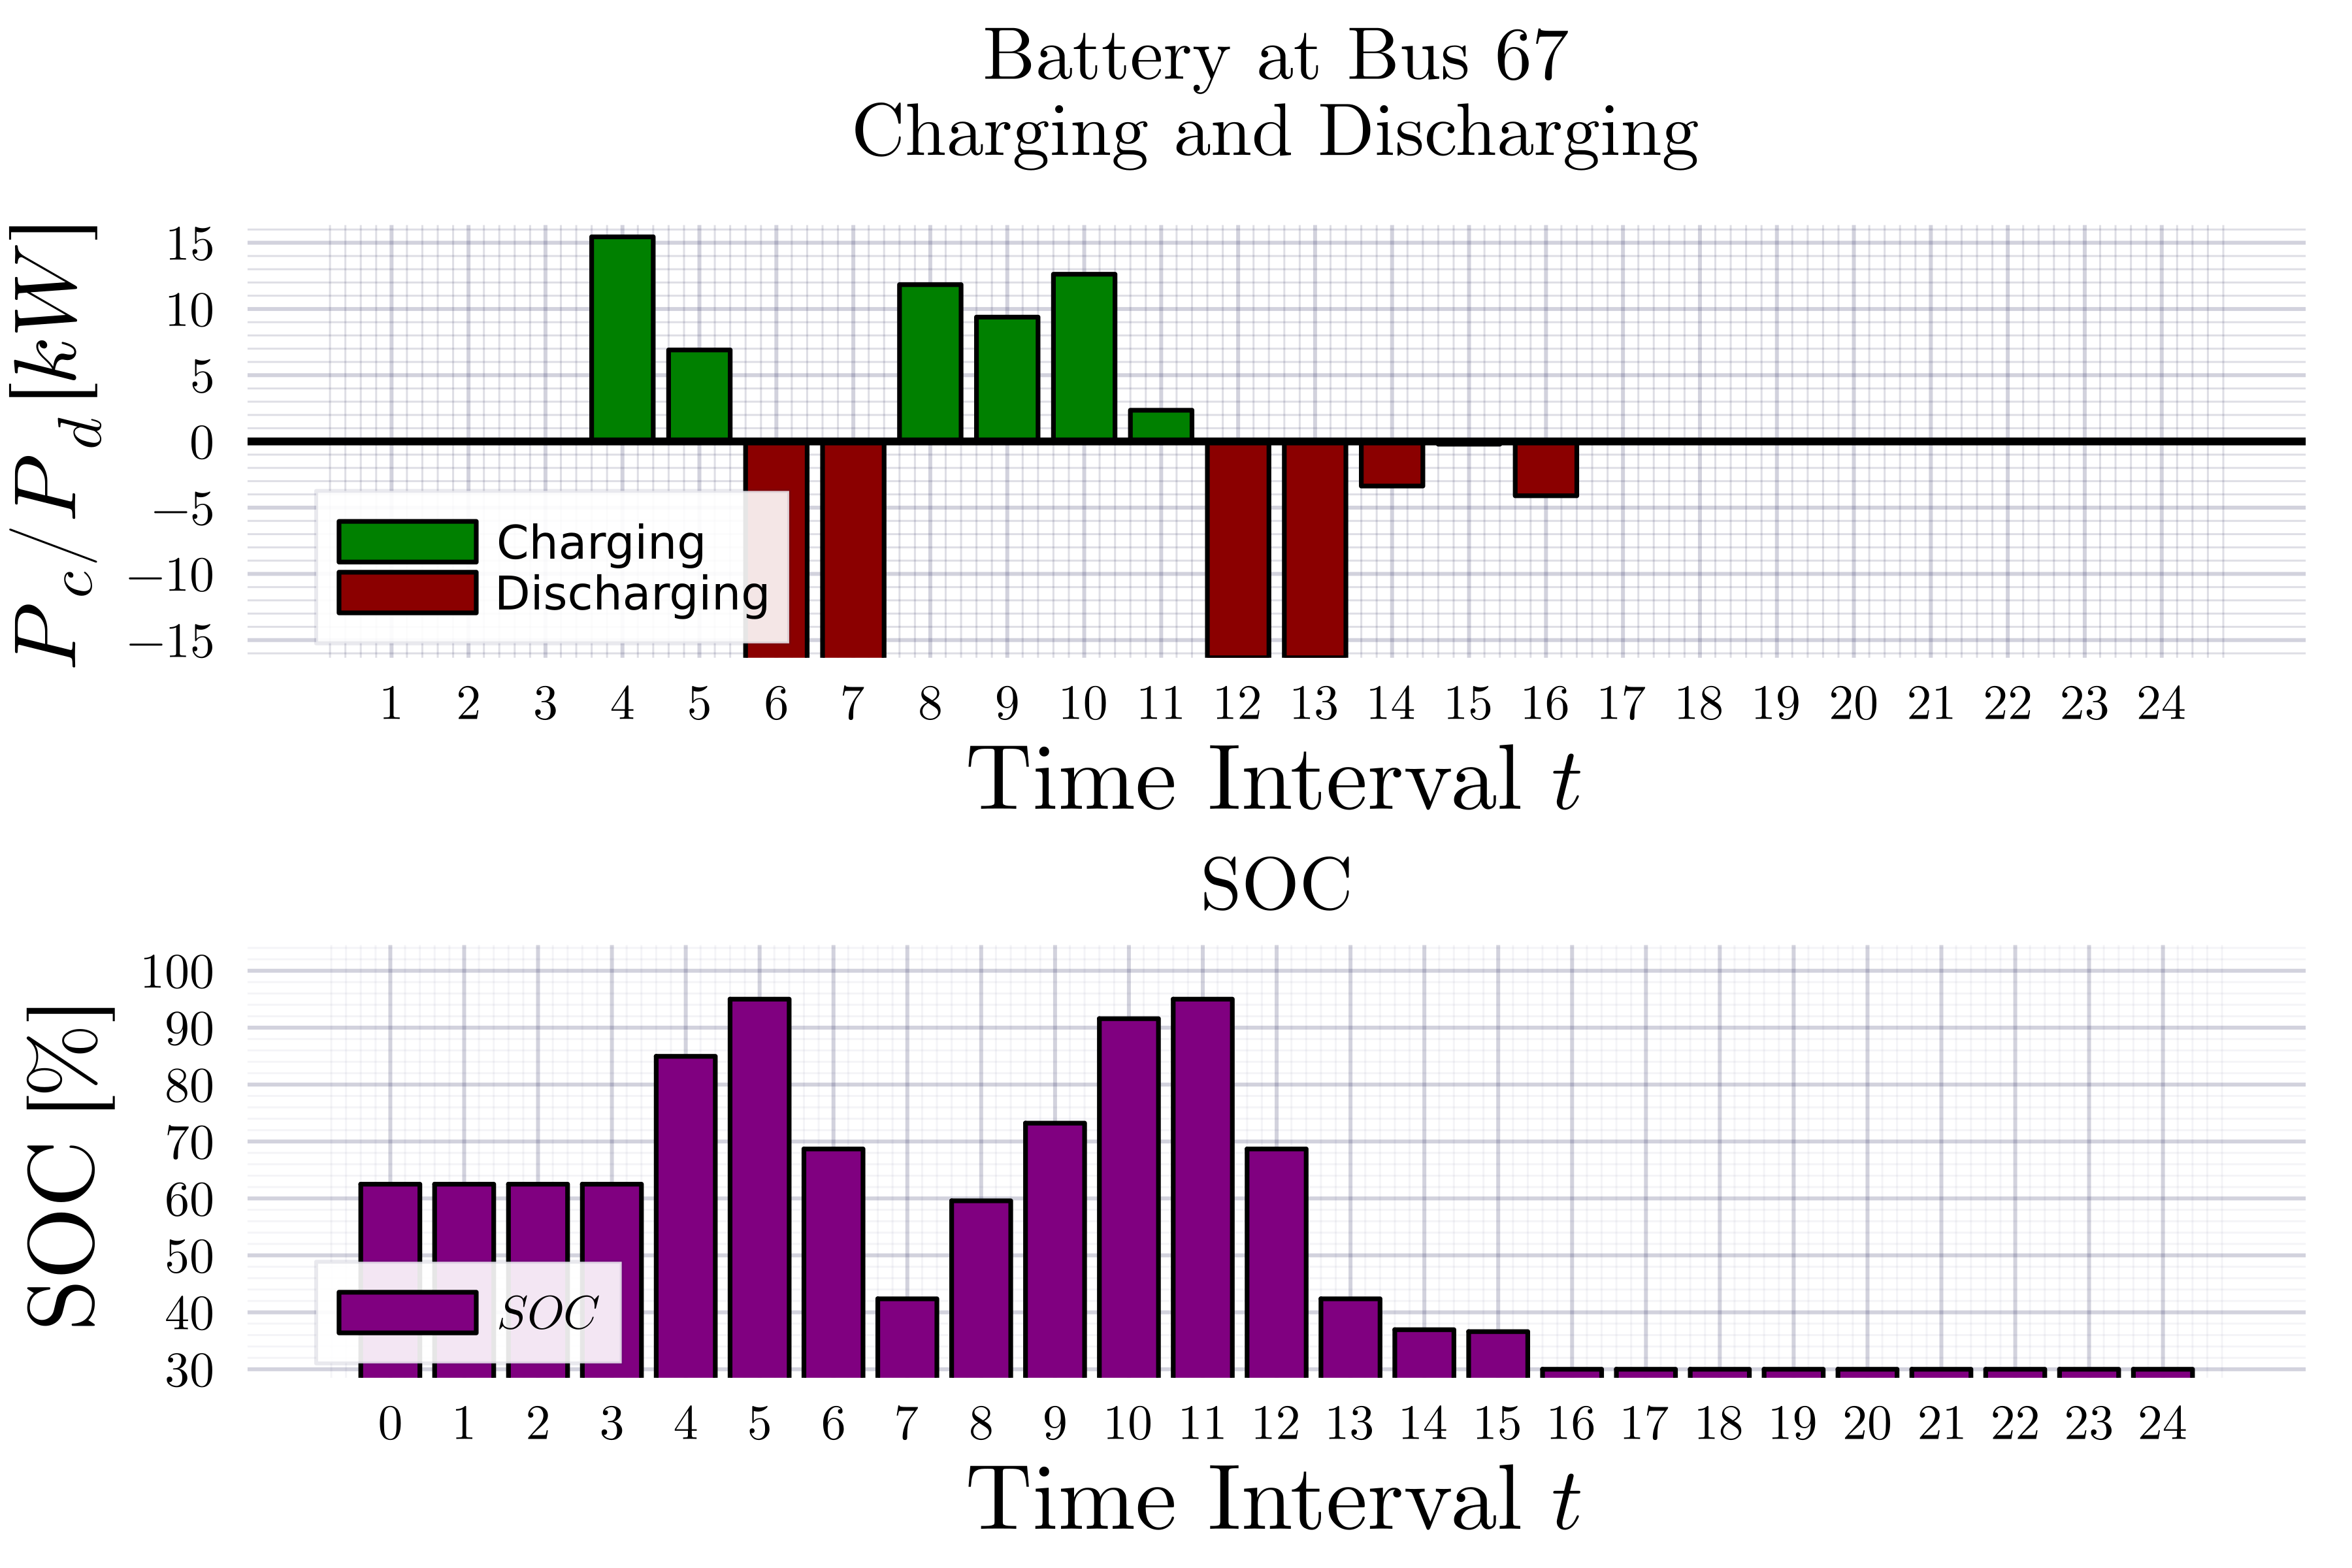 Battery at Bus 67
Charging and Discharging
P_c/P_d [kW]
15
10
5
0
−5
−10
−15
Charging
Discharging
1 2 3 4 5 6 7 8 9 10 11 12 13 14 15 16 17 18 19 20 21 22 23 24
Time Interval t
SOC
SOC [%]
100
90
80
70
60
50
40
30
SOC
0 1 2 3 4 5 6 7 8 9 10 11 12 13 14 15 16 17 18 19 20 21 22 23 24
Time Interval t